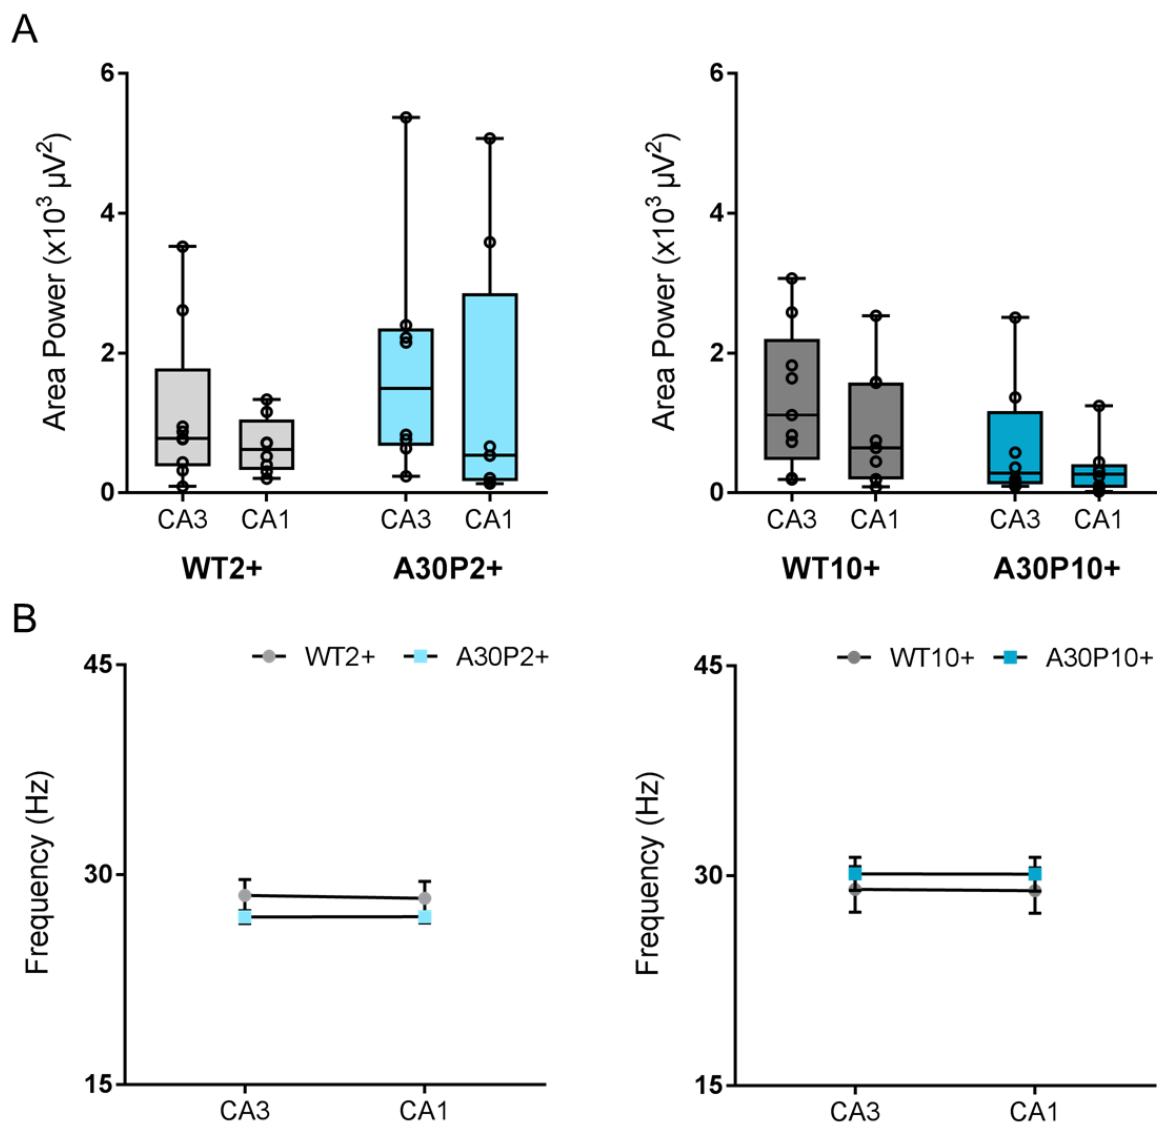 A
6
4
2
0
Area Power (x10³ µV²)
CA3
CA1
CA3
CA1
WT2+
A30P2+
6
4
2
0
Area Power (x10³ µV²)
CA3
CA1
CA3
CA1
WT10+
A30P10+
B
WT2+
A30P2+
45
30
15
Frequency (Hz)
CA3
CA1
WT10+
A30P10+
45
30
15
Frequency (Hz)
CA3
CA1